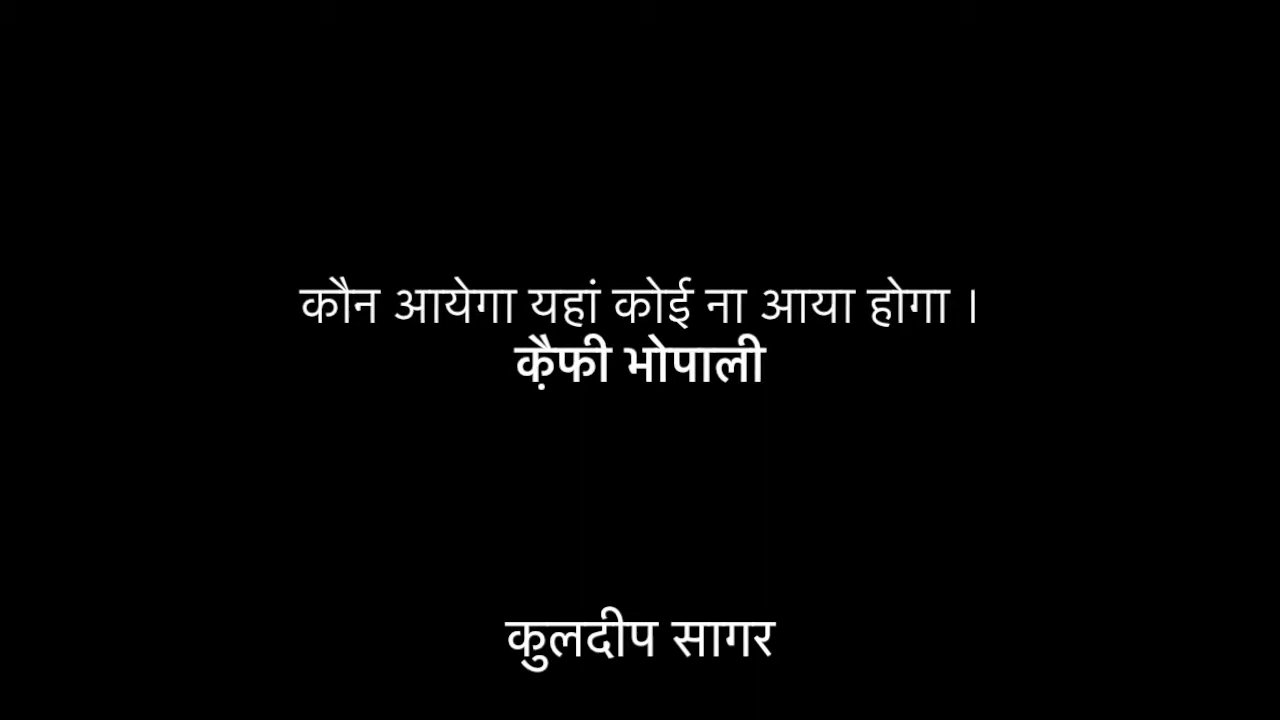 कौन आयेगा यहां कोई ना आया होगा ।
क़ैफी भोपाली
कुलदीप सागर